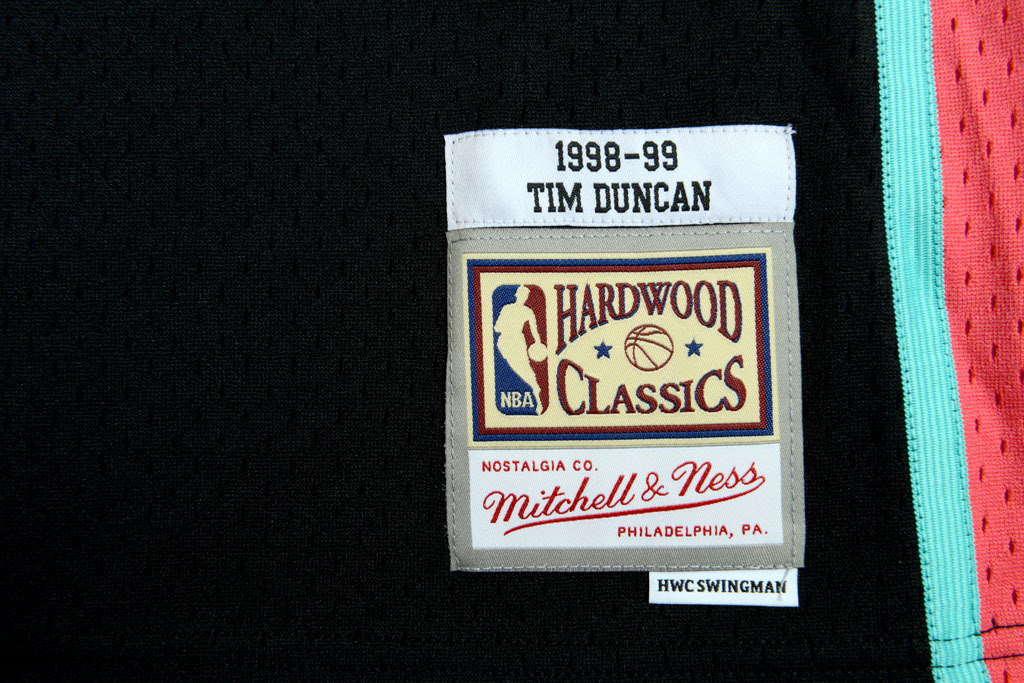 1998-99
TIM DUNCAN
HARDWOOD
CLASSICS
NBA
NOSTALGIA CO.
Mitchell & Ness
PHILADELPHIA, PA.
HWC SWINGMAN